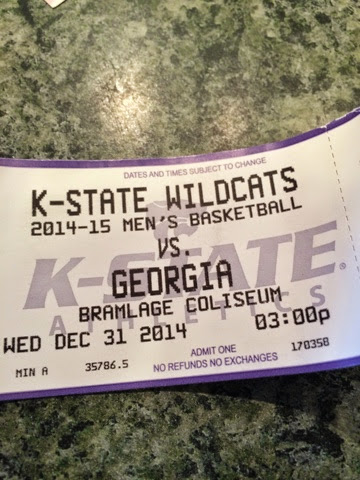 DATES AND TIMES SUBJECT TO CHANGE
K-STATE WILDCATS
2014-15 MEN'S BASKETBALL
VS.
GEORGIA
K-STATE®
ATHLETICS
BRAMLAGE COLISEUM
WED DEC 31 2014 03:00p
ADMIT ONE
MIN A 35786.5 NO REFUNDS NO EXCHANGES 170358